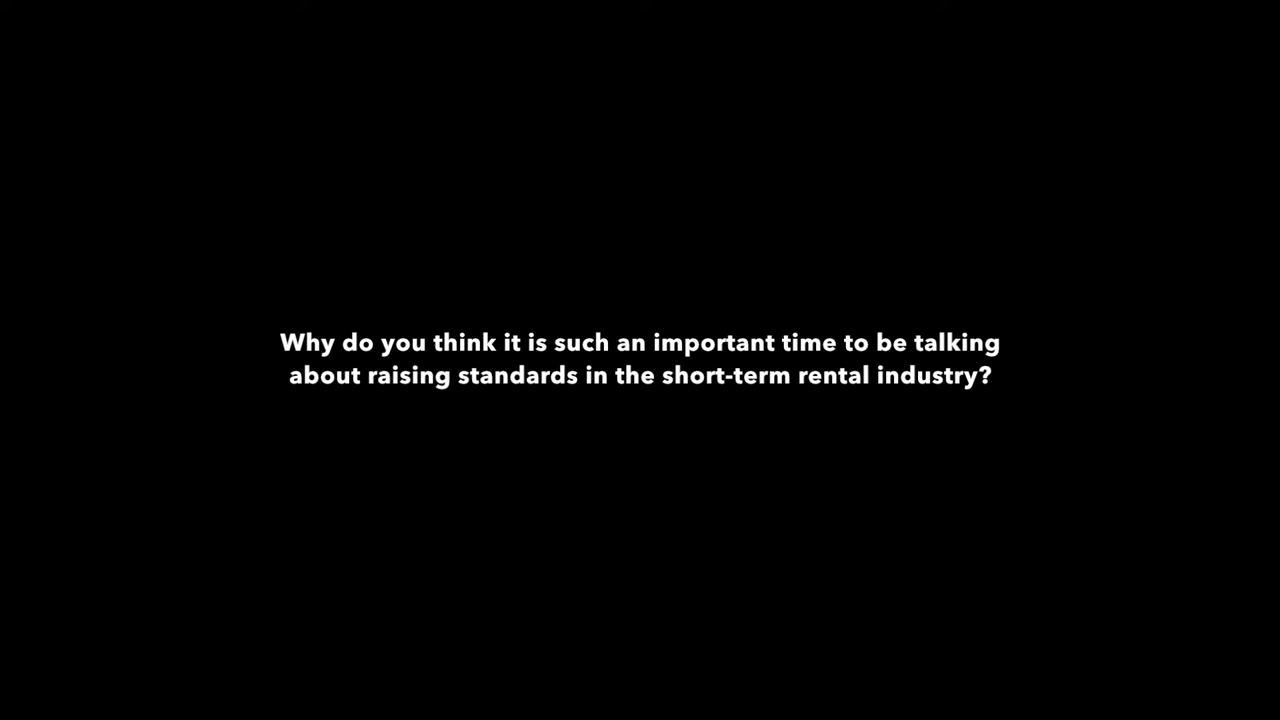 Why do you think it is such an important time to be talking
about raising standards in the short-term rental industry?